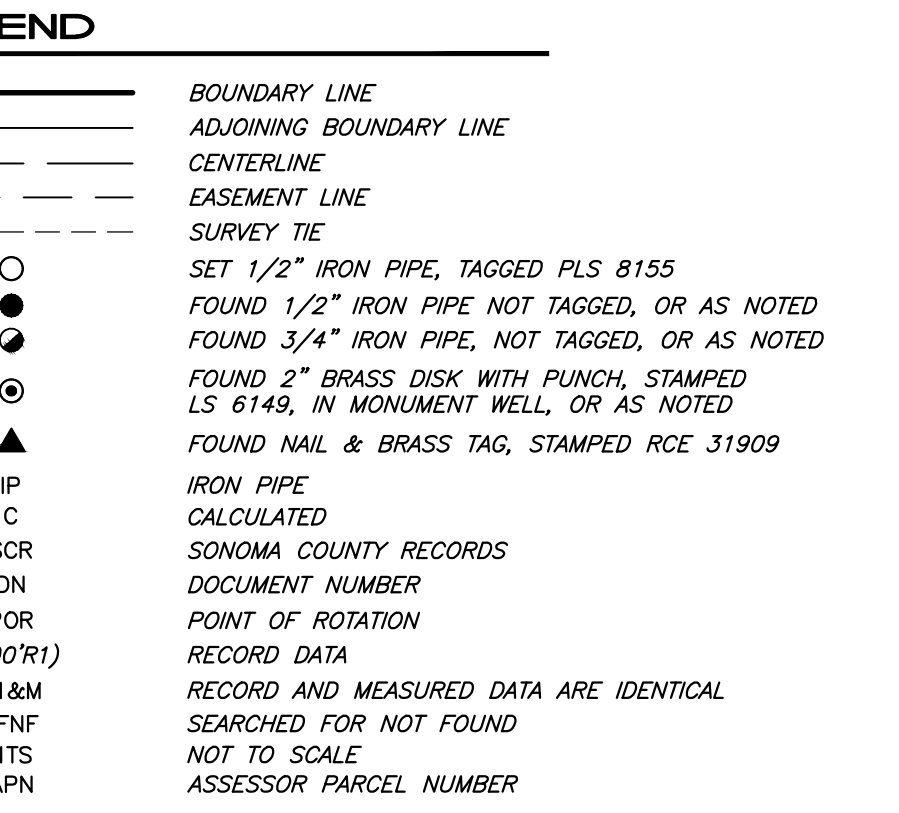 END
BOUNDARY LINE
ADJOINING BOUNDARY LINE
CENTERLINE
EASEMENT LINE
SURVEY TIE
SET 1/2" IRON PIPE, TAGGED PLS 8155
FOUND 1/2" IRON PIPE NOT TAGGED, OR AS NOTED
FOUND 3/4" IRON PIPE, NOT TAGGED, OR AS NOTED
FOUND 2" BRASS DISK WITH PUNCH, STAMPED
LS 6149, IN MONUMENT WELL, OR AS NOTED
FOUND NAIL & BRASS TAG, STAMPED RCE 31909
IP IRON PIPE
C CALCULATED
SCR SONOMA COUNTY RECORDS
DN DOCUMENT NUMBER
POR POINT OF ROTATION
0'R1) RECORD DATA
&M RECORD AND MEASURED DATA ARE IDENTICAL
FNF SEARCHED FOR NOT FOUND
NTS NOT TO SCALE
APN ASSESSOR PARCEL NUMBER